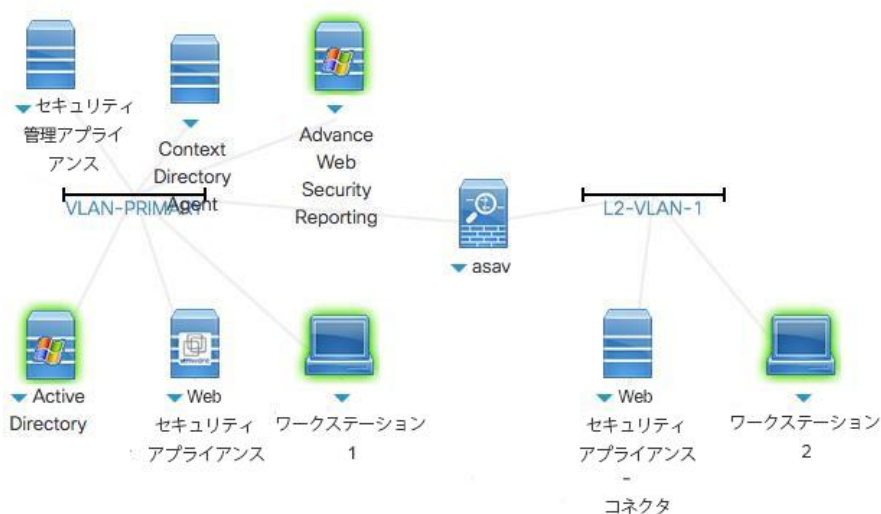 セキュリティ
管理アプライ
アンス
Context
Directory
Agent
Advance
Web
Security
Reporting
VLAN-PRIMARY
asav
L2-VLAN-1
Active
Directory
Web
セキュリティ
アプライアンス
ワークステーション
1
Web
セキュリティ
アプライアンス
-
コネクタ
ワークステーション
2